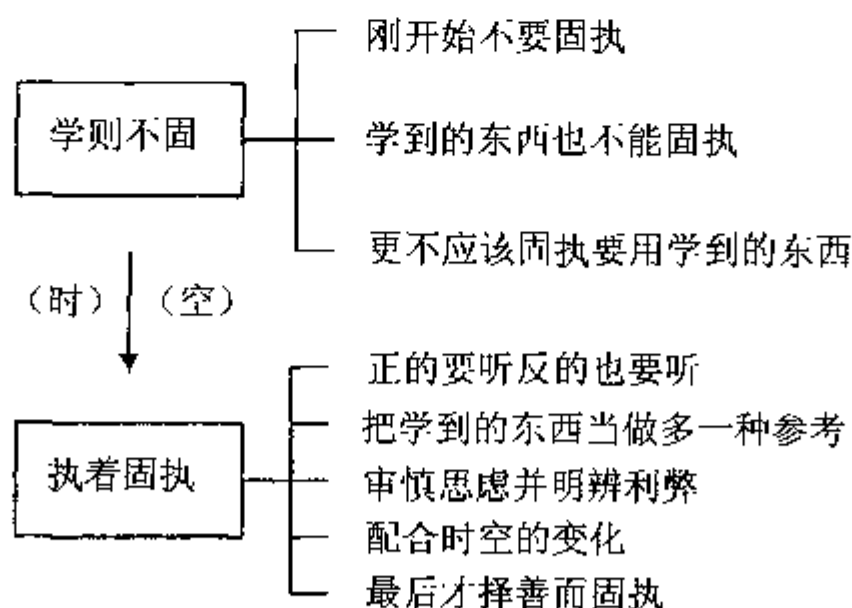 刚开始不要固执
学则不固
学到的东西也不能固执
更不应该固执要用学到的东西
（时）（空）
正的要听反的也要听
把学到的东西当做多一种参考
执着固执
审慎思虑并明辨利弊
配合时空的变化
最后才择善而固执